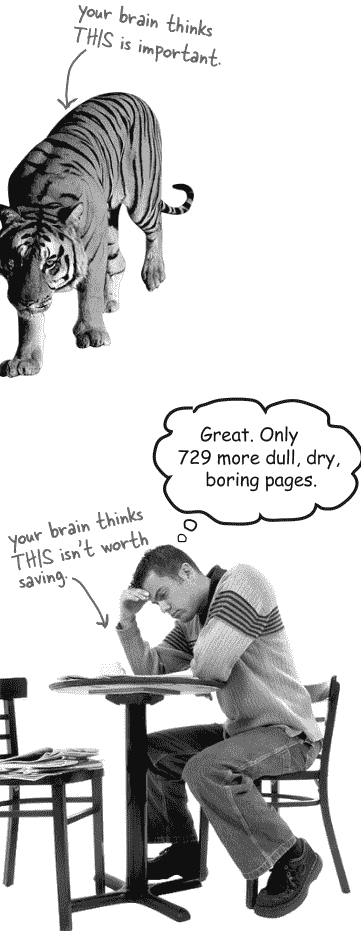 your brain thinks
THIS is important.
Great. Only
729 more dull, dry,
boring pages.
your brain thinks
THIS isn't worth
saving.